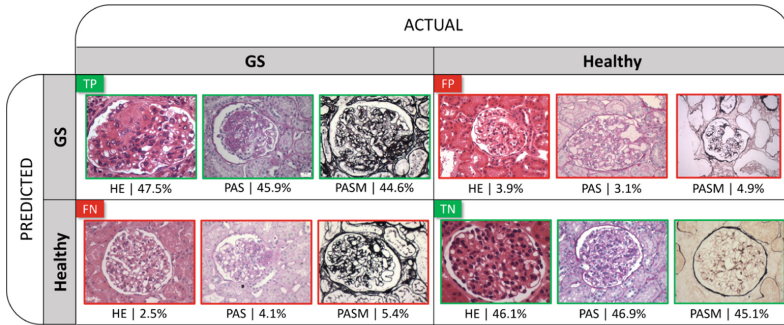 ACTUAL
GS
Healthy
PREDICTED
GS
TP
HE | 47.5%
PAS | 45.9%
PASM | 44.6%
FP
HE | 3.9%
PAS | 3.1%
PASM | 4.9%
Healthy
FN
HE | 2.5%
PAS | 4.1%
PASM | 5.4%
TN
HE | 46.1%
PAS | 46.9%
PASM | 45.1%